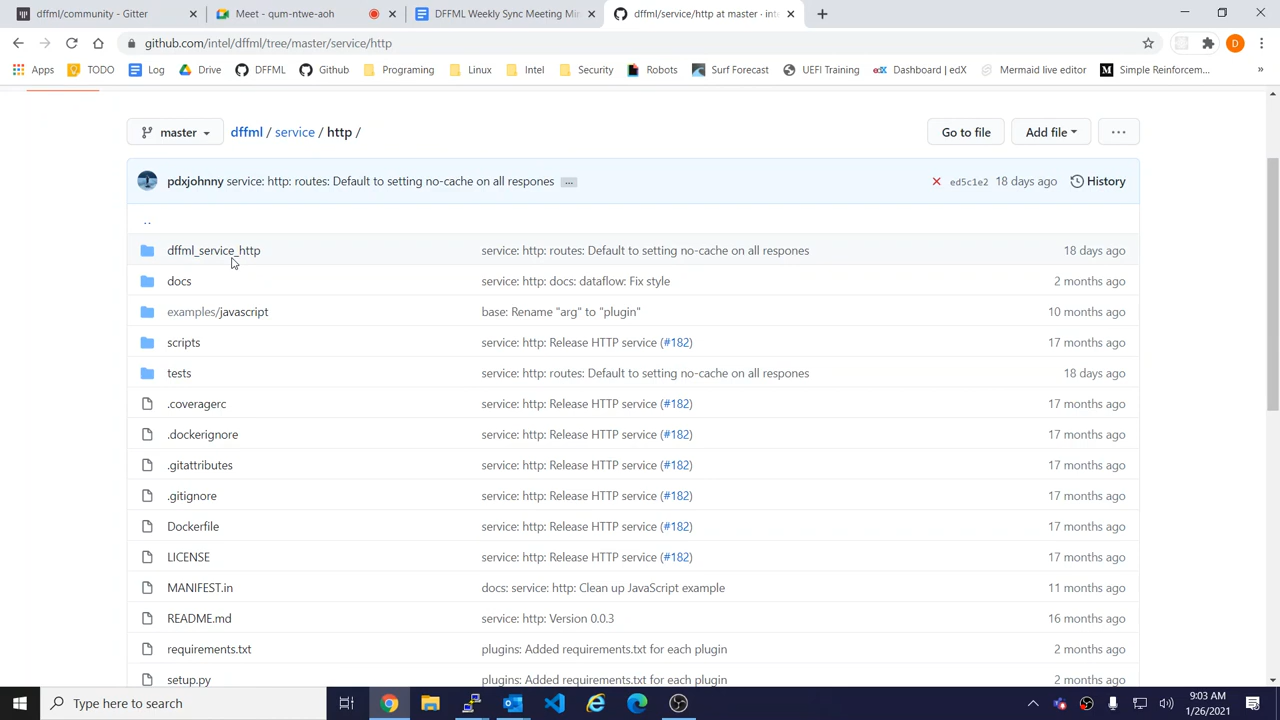 dffml/community - Gitter
Meet - qum-ntwe-aoh
DFFML Weekly Sync Meeting Min
dffml/service/http at master · inte
github.com/intel/dffml/tree/master/service/http
D
Apps
TODO
Log
Drive
DFFML
Github
Programing
Linux
Intel
Security
Robots
Surf Forecast
UEFI Training
Dashboard | edX
Mermaid live editor
Simple Reinforcem...
»
master
dffml / service / http /
Go to file
Add file
...
pdxjohnny service: http: routes: Default to setting no-cache on all respones ...
ed5c1e2 18 days ago History
..
dffml_service_http service: http: routes: Default to setting no-cache on all respones 18 days ago
docs service: http: docs: dataflow: Fix style 2 months ago
examples/javascript base: Rename "arg" to "plugin" 10 months ago
scripts service: http: Release HTTP service (#182) 17 months ago
tests service: http: routes: Default to setting no-cache on all respones 18 days ago
.coveragerc service: http: Release HTTP service (#182) 17 months ago
.dockerignore service: http: Release HTTP service (#182) 17 months ago
.gitattributes service: http: Release HTTP service (#182) 17 months ago
.gitignore service: http: Release HTTP service (#182) 17 months ago
Dockerfile service: http: Release HTTP service (#182) 17 months ago
LICENSE service: http: Release HTTP service (#182) 17 months ago
MANIFEST.in docs: service: http: Clean up JavaScript example 11 months ago
README.md service: http: Version 0.0.3 16 months ago
requirements.txt plugins: Added requirements.txt for each plugin 2 months ago
setup.py plugins: Added requirements.txt for each plugin 2 months ago
Type here to search
9:03 AM
1/26/2021